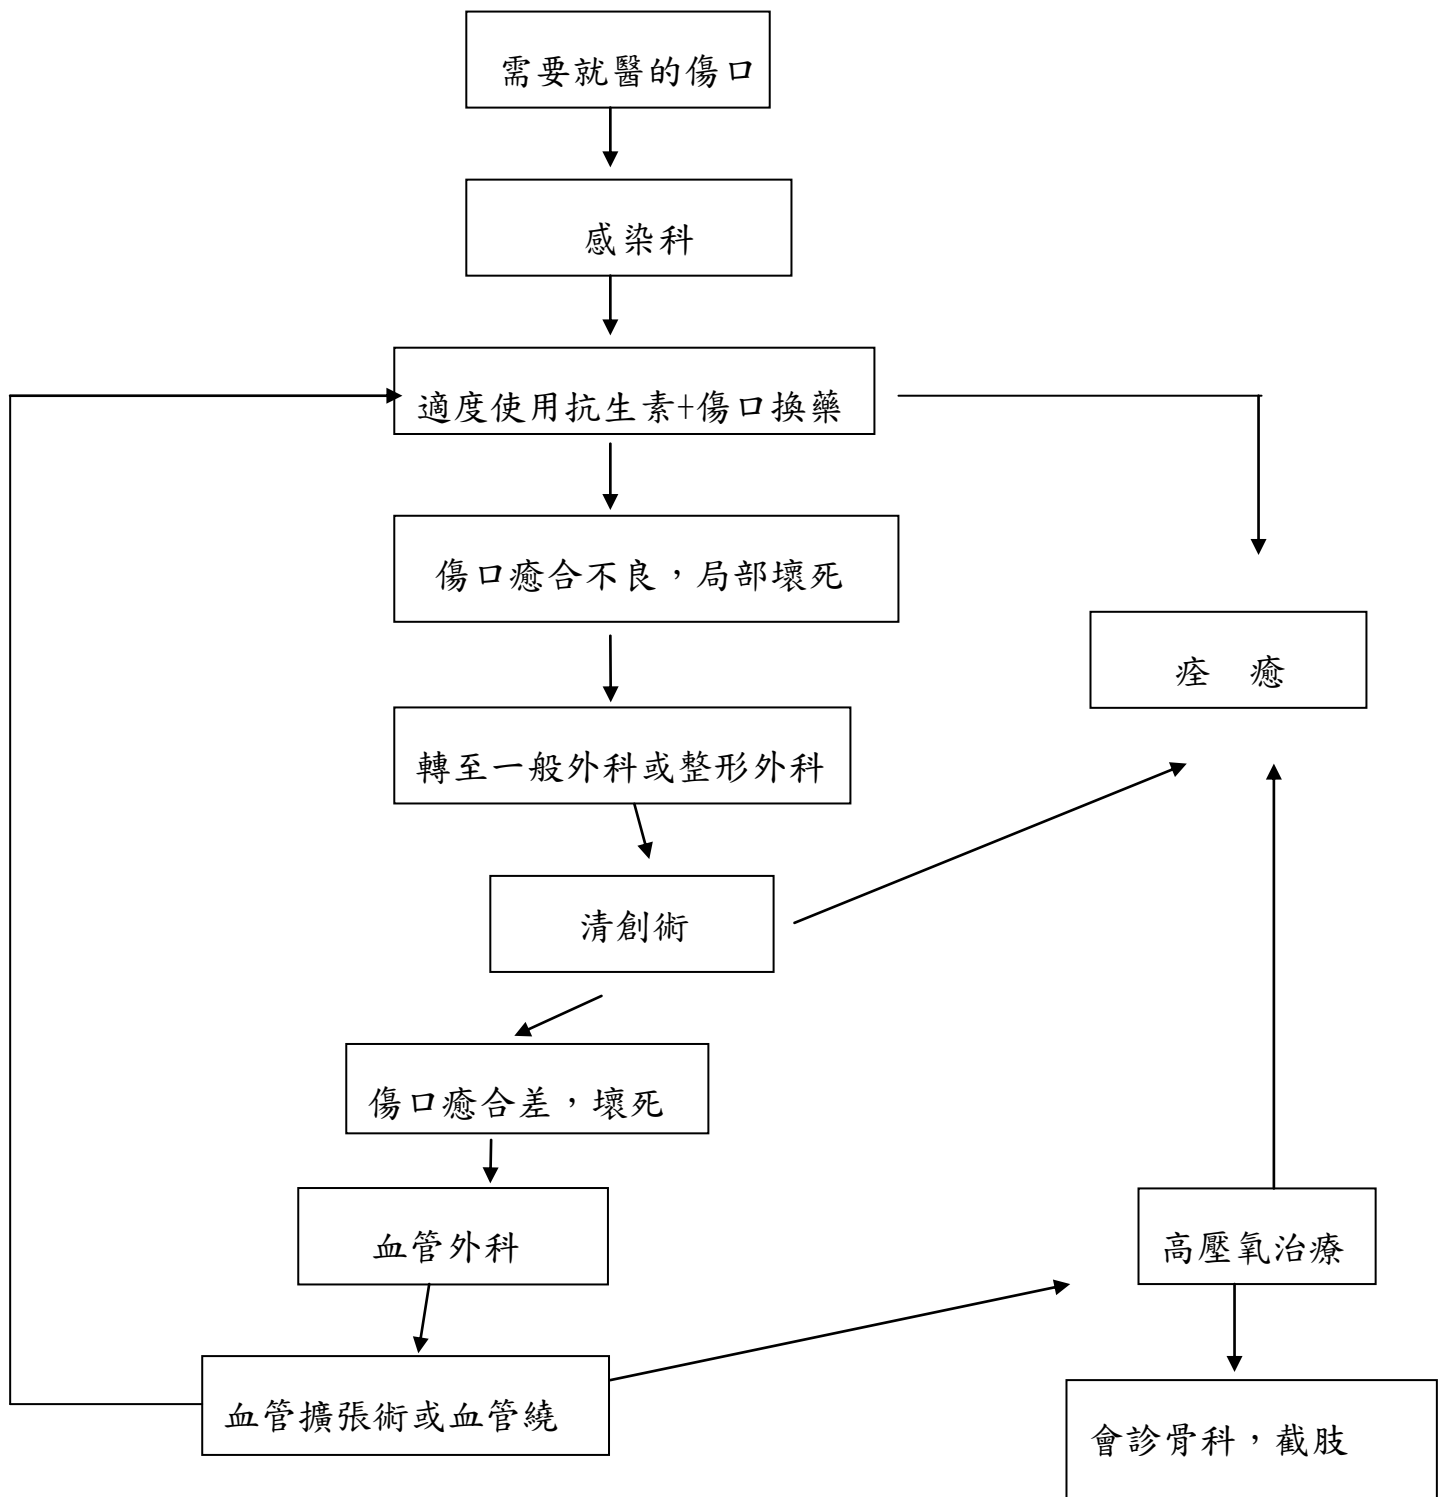 需要就醫的傷口
感染科
適度使用抗生素+傷口換藥
傷口癒合不良，局部壞死
痊 癒
轉至一般外科或整形外科
清創術
傷口癒合差，壞死
血管外科
高壓氧治療
血管擴張術或血管繞
會診骨科，截肢